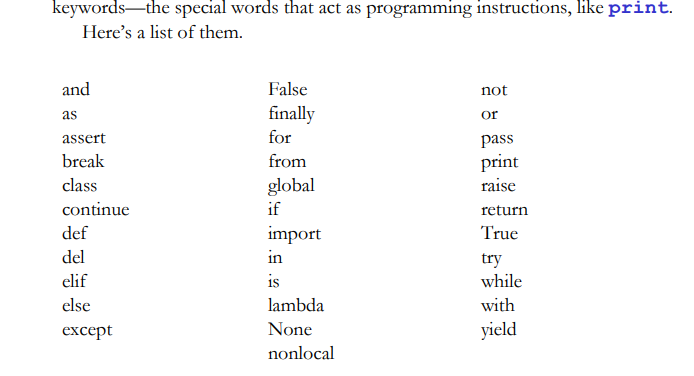 keywords—the special words that act as programming instructions, like print.
Here's a list of them.
and
as
assert
break
class
continue
def
del
elif
else
except
False
finally
for
from
global
if
import
in
is
lambda
None
nonlocal
not
or
pass
print
raise
return
True
try
while
with
yield